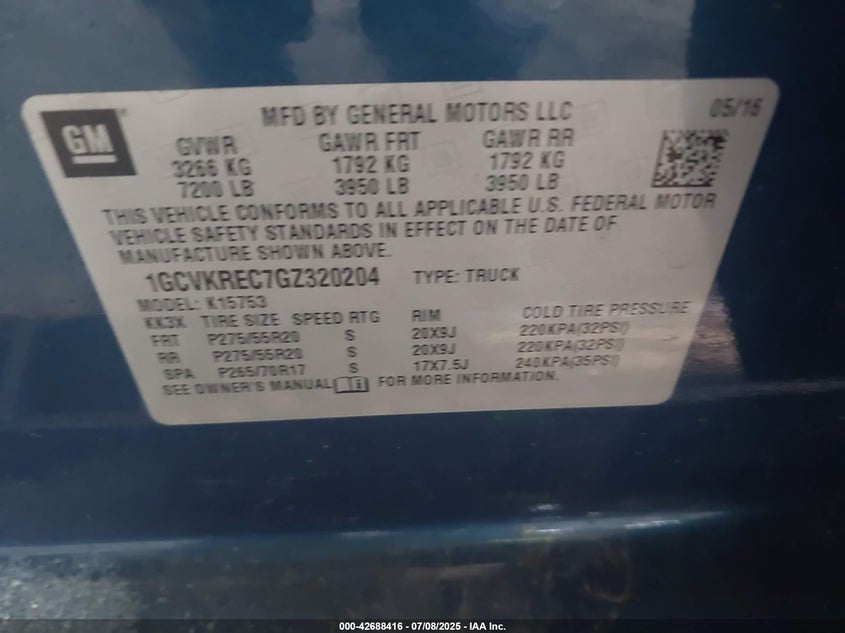 GM
MFD BY GENERAL MOTORS LLC 05/16
GVWR GAWR FRT GAWR RR
3266 KG 1792 KG 1792 KG
7200 LB 3950 LB 3950 LB
THIS VEHICLE CONFORMS TO ALL APPLICABLE U.S. FEDERAL MOTOR
VEHICLE SAFETY STANDARDS IN EFFECT ON THE DATE OF
MANUFACTURE SHOWN ABOVE.
1GCVKREC7GZ320204 TYPE: TRUCK
MODEL: K15753
KK3X TIRE SIZE SPEED RTG RIM COLD TIRE PRESSURE
FRT P275/55R20 S 20X9J 220KPA(32PSI)
RR P275/55R20 S 20X9J 220KPA(32PSI)
SPA P265/70R17 S 17X7.5J 240KPA(35PSI)
SEE OWNER'S MANUAL FOR MORE INFORMATION.
000-42688416 - 07/08/2025 - IAA Inc.